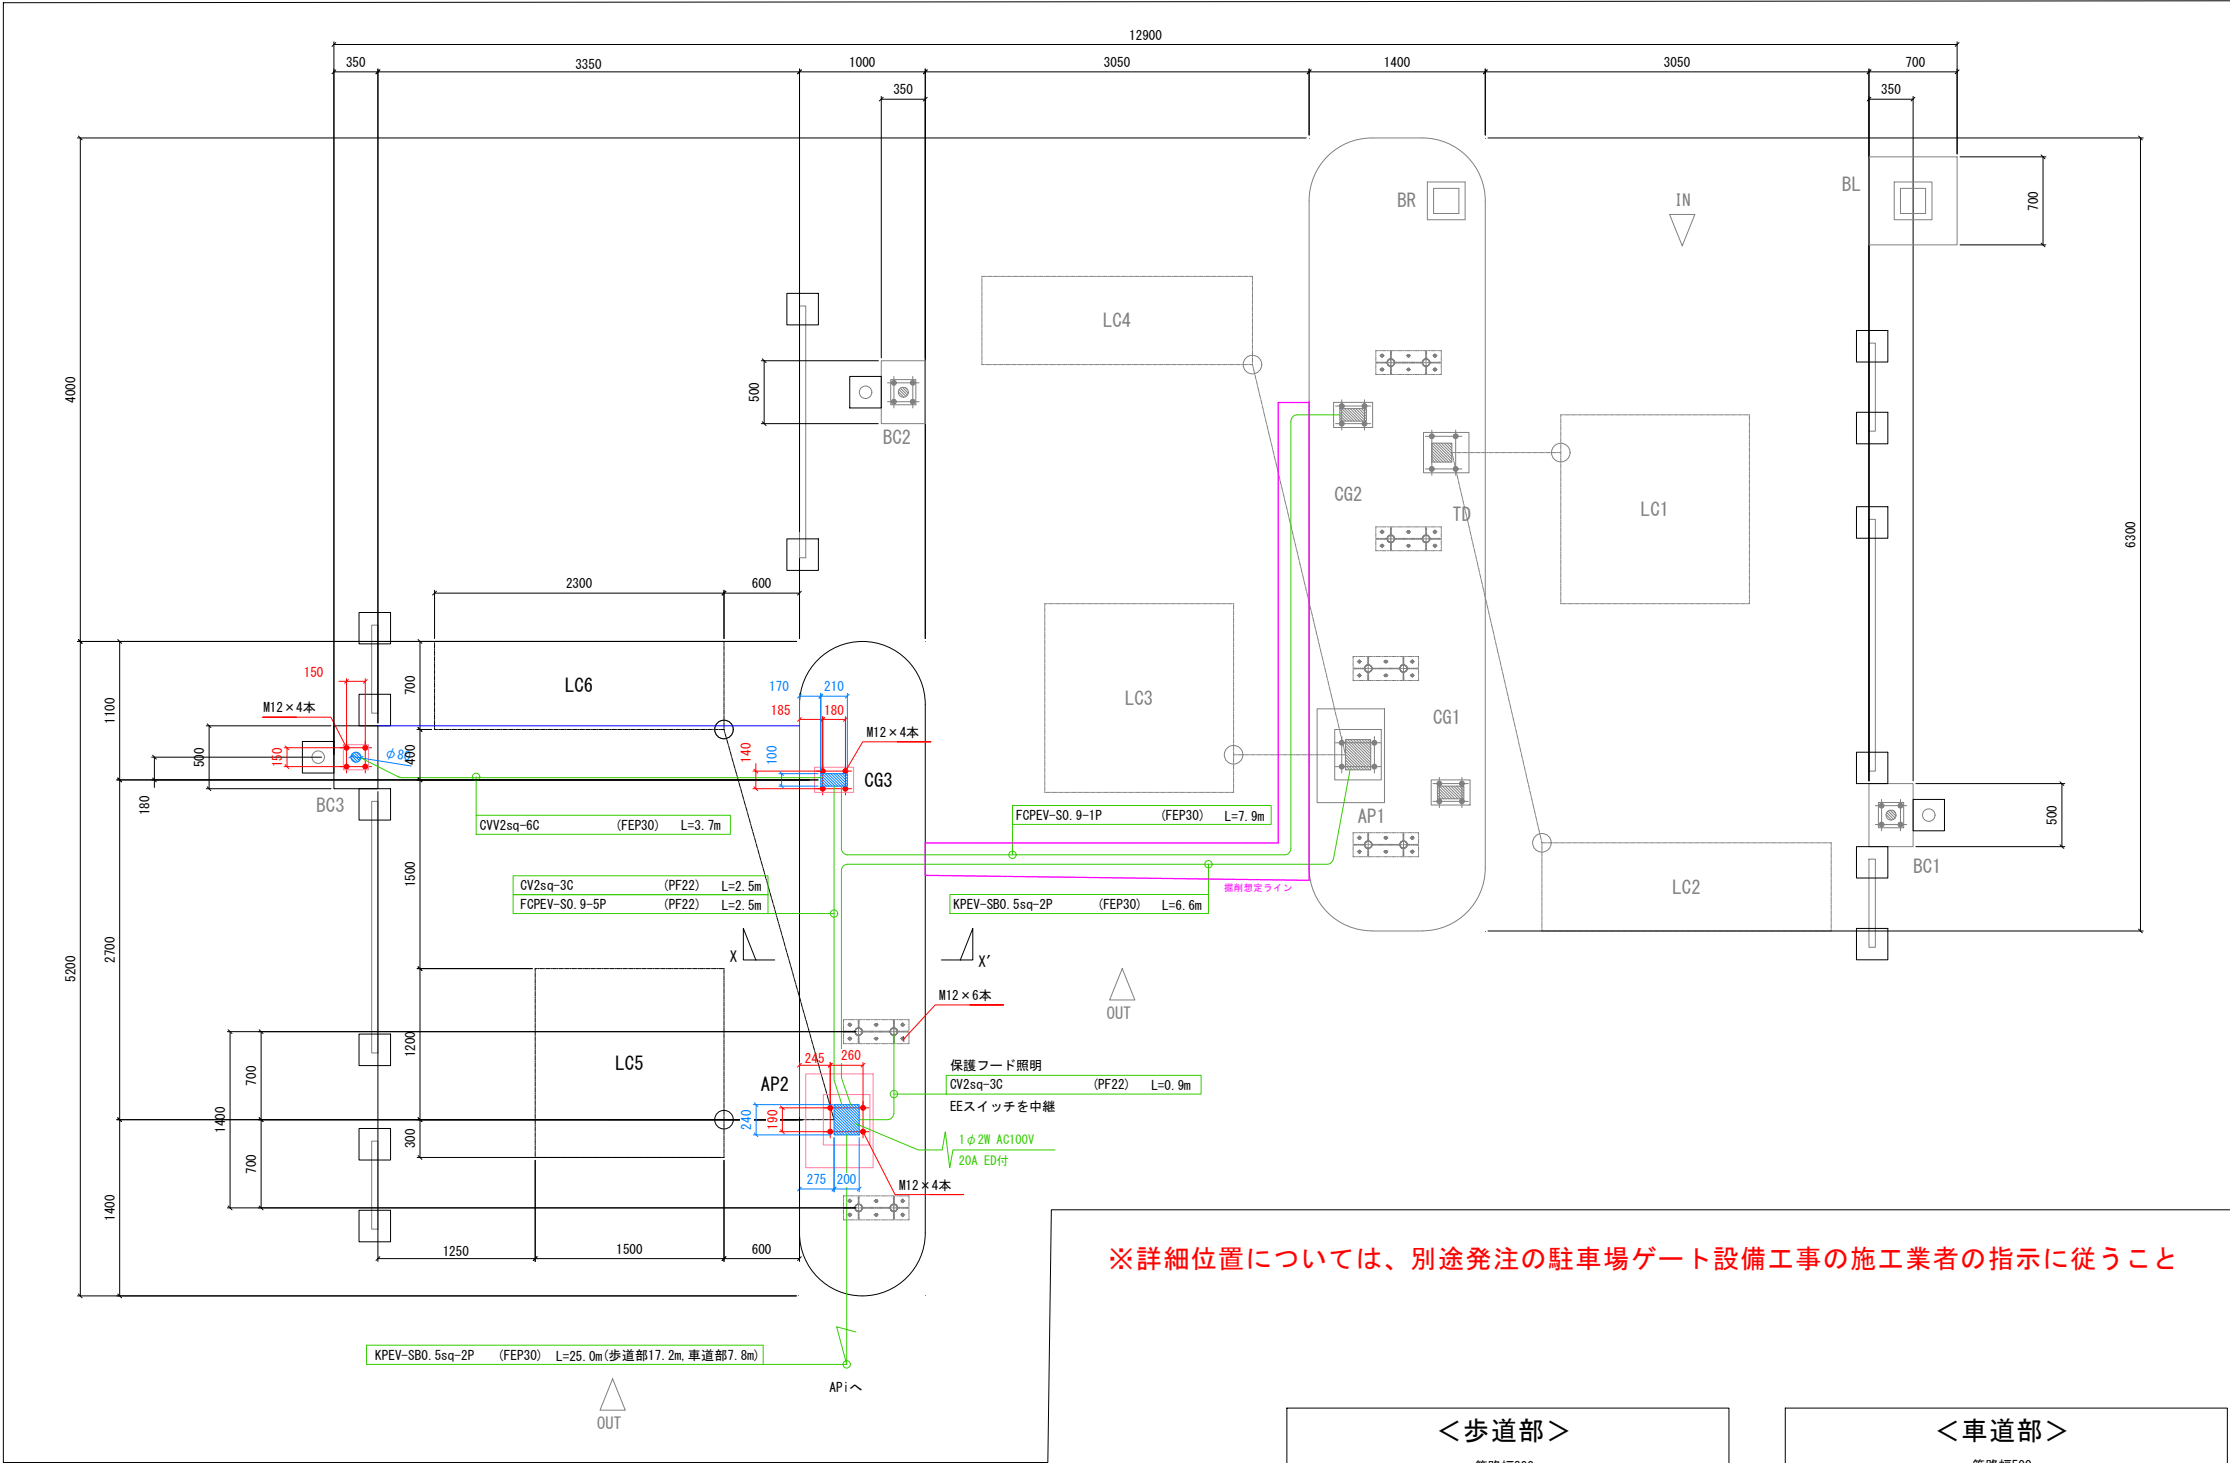 12900
350
3350
1000
3050
1400
3050
700
350
350
BR
IN
BL
700
4000
LC4
500
BC2
6300
CG2
TD
LC1
2300
600
LC6
LC3
CG1
150
M12×4本
700
170
210
185
180
M12×4本
1100
500
150
φ8
400
140
100
CG3
BC3
180
CVV2sq-6C (FEP30) L=3.7m
FCPEV-S0.9-1P (FEP30) L=7.9m
AP1
500
BC1
1500
CV2sq-3C (PF22) L=2.5m
FCPEV-S0.9-5P (PF22) L=2.5m
掘削想定ライン
KPEV-SB0.5sq-2P (FEP30) L=6.6m
LC2
2700
5200
X
X′
M12×6本
OUT
1200
LC5
700
1400
245
260
AP2
保護フード照明
CV2sq-3C (PF22) L=0.9m
EEスイッチを中継
240
190
300
1φ2W AC100V
20A ED付
700
275
200
M12×4本
1400
1250
1500
600
※詳細位置については、別途発注の駐車場ゲート設備工事の施工業者の指示に従うこと
KPEV-SB0.5sq-2P (FEP30) L=25.0m(歩道部17.2m,車道部7.8m)
APiへ
OUT
＜歩道部＞
＜車道部＞